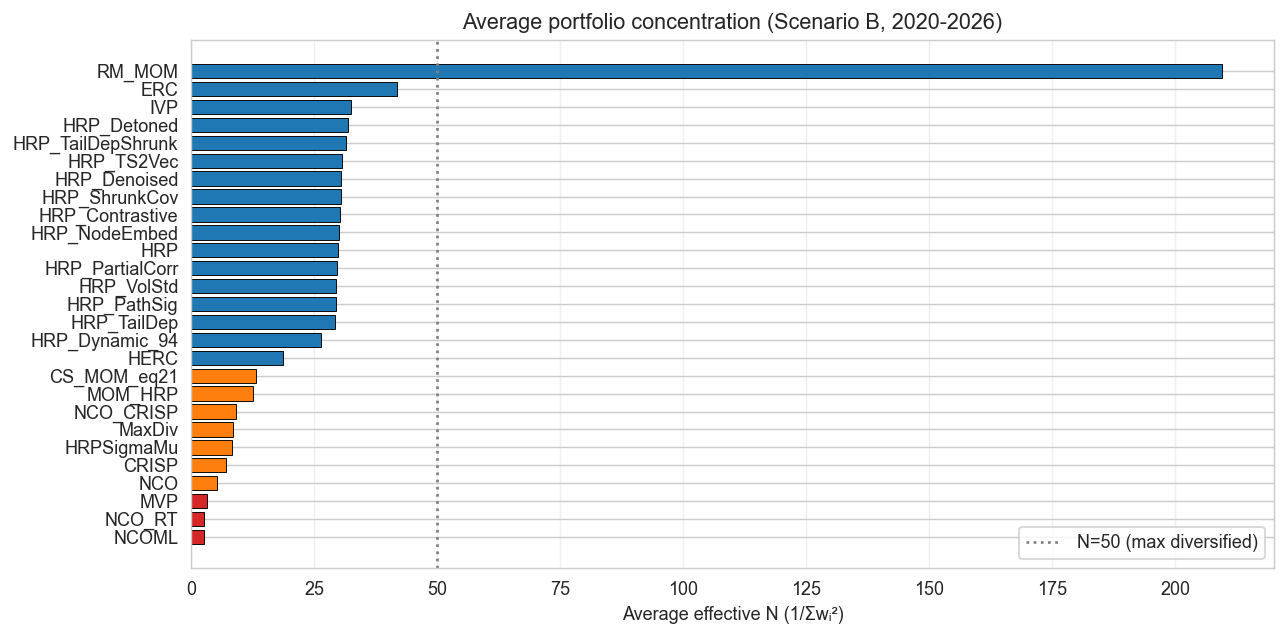 Average portfolio concentration (Scenario B, 2020-2026)
RM_MOM
ERC
IVP
HRP_Detoned
HRP_TailDepShrunk
HRP_TS2Vec
HRP_Denoised
HRP_ShrunkCov
HRP_Contrastive
HRP_NodeEmbed
HRP
HRP_PartialCorr
HRP_VolStd
HRP_PathSig
HRP_TailDep
HRP_Dynamic_94
HERC
CS_MOM_eq21
MOM_HRP
NCO_CRISP
MaxDiv
HRPSigmaMu
CRISP
NCO
MVP
NCO_RT
NCOML
N=50 (max diversified)
0 25 50 75 100 125 150 175 200
Average effective N (1/Σwᵢ²)